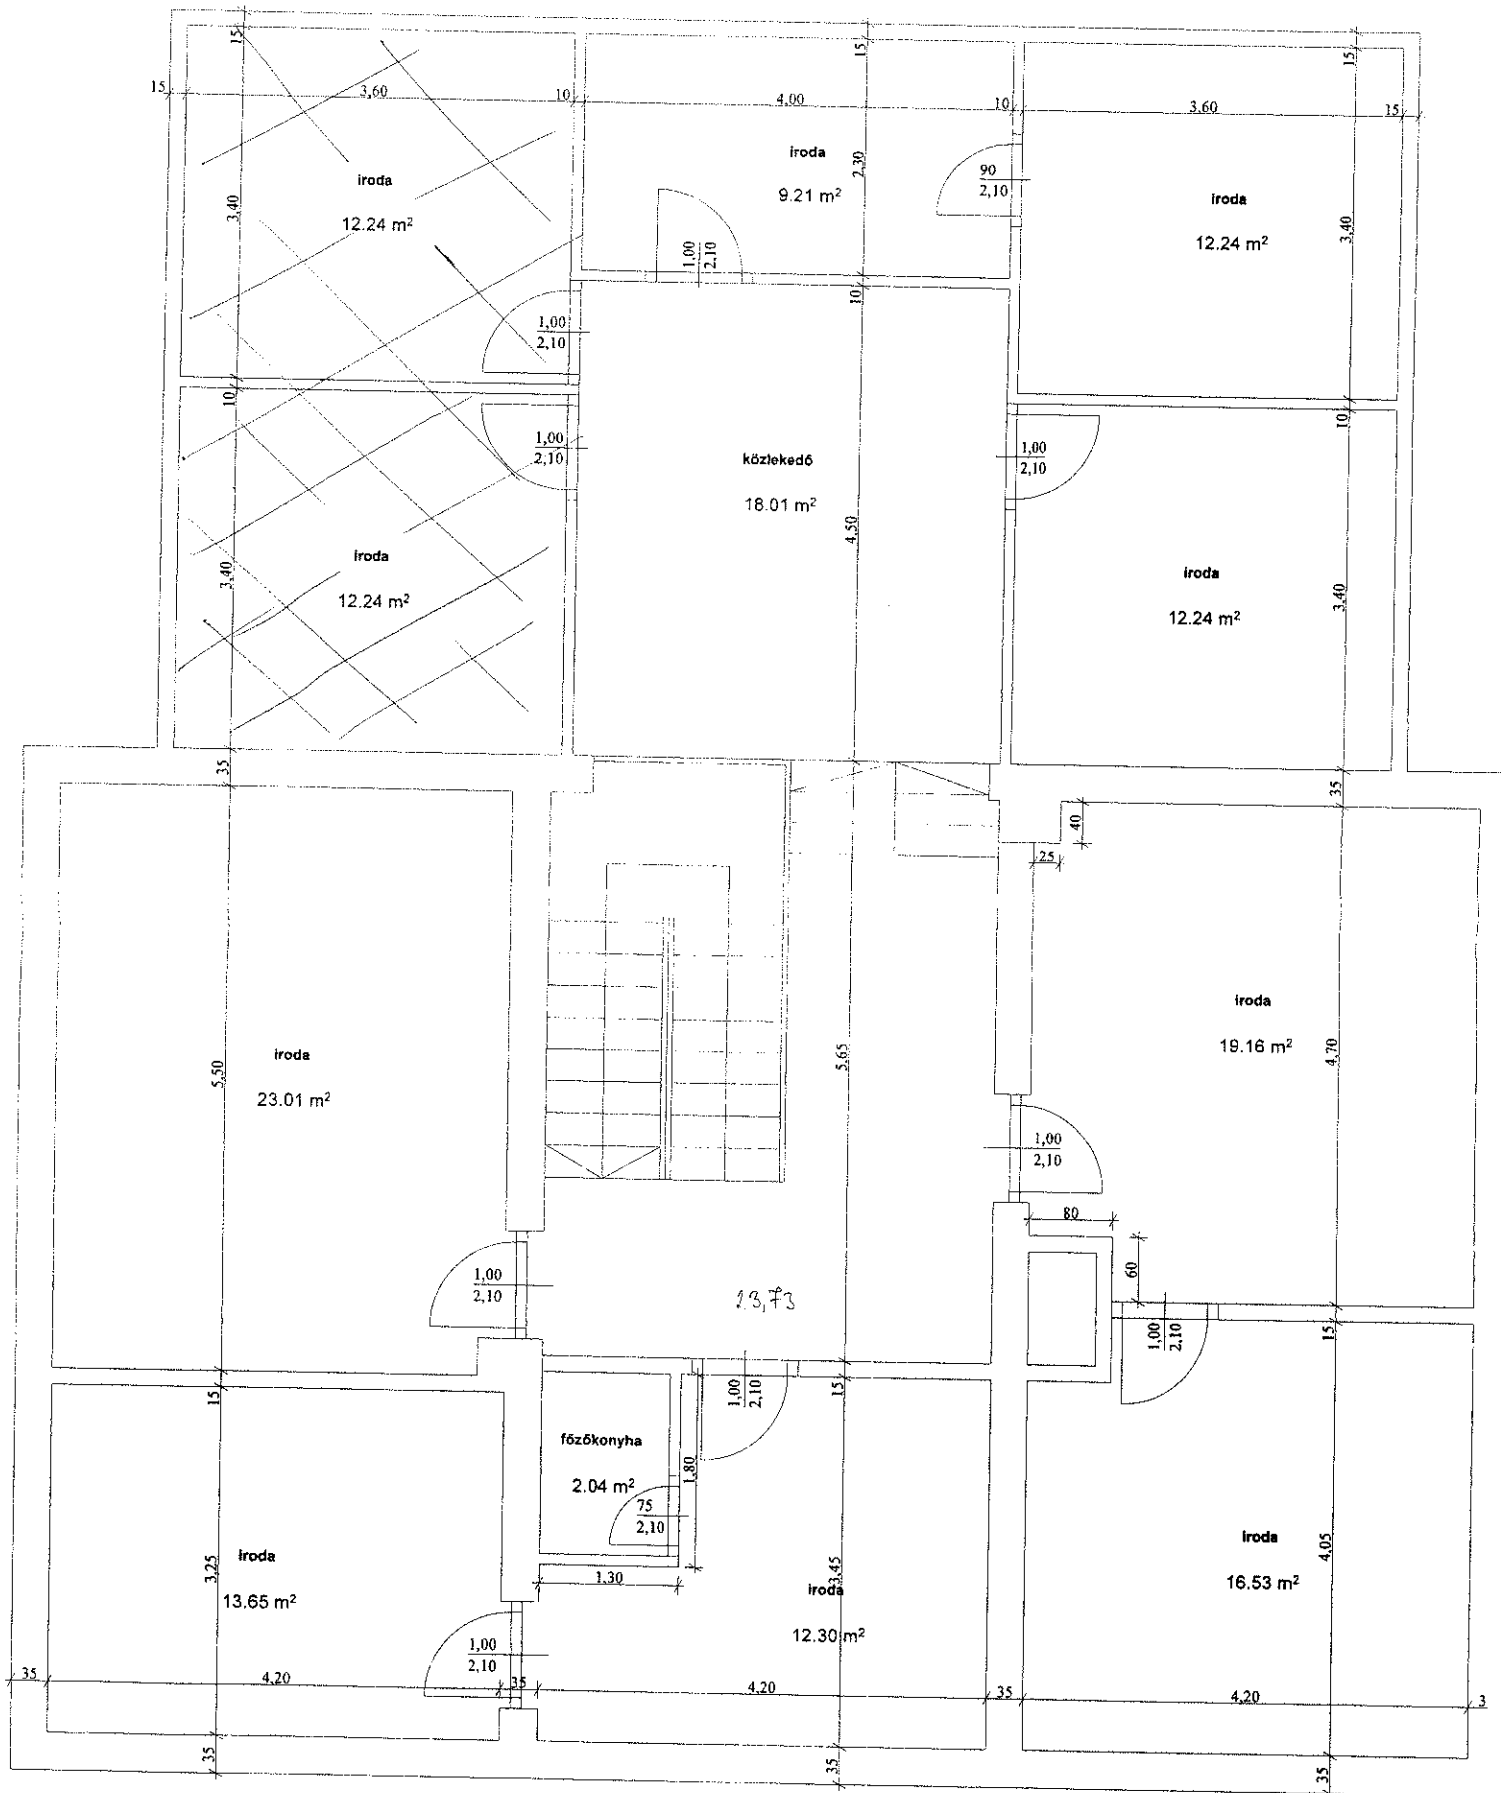 15 15 15
15 3,60 10 4,00 10 3,60 15
iroda
12.24 m²
3,40
iroda
9.21 m²
2,30
90
2,10
iroda
12.24 m²
3,40
1,00
2,10
10
1,00
2,10
10
1,00
2,10
közlekedő
18.01 m²
4,50
1,00
2,10
10
iroda
12.24 m²
3,40
iroda
12.24 m²
3,40
35
35
40
25
iroda
23.01 m²
5,50
5,65
iroda
19.16 m²
4,70
1,00
2,10
80
60
1,00
2,10
23,73
1,00
2,10
15
15
1,00
2,10
15
főzőkonyha
2.04 m²
1,80
75
2,10
1,30
iroda
13.65 m²
3,25
3,45
iroda
12.30 m²
iroda
16.53 m²
4,05
1,00
2,10
35 4,20 35 4,20 35 4,20 3
35 35 35